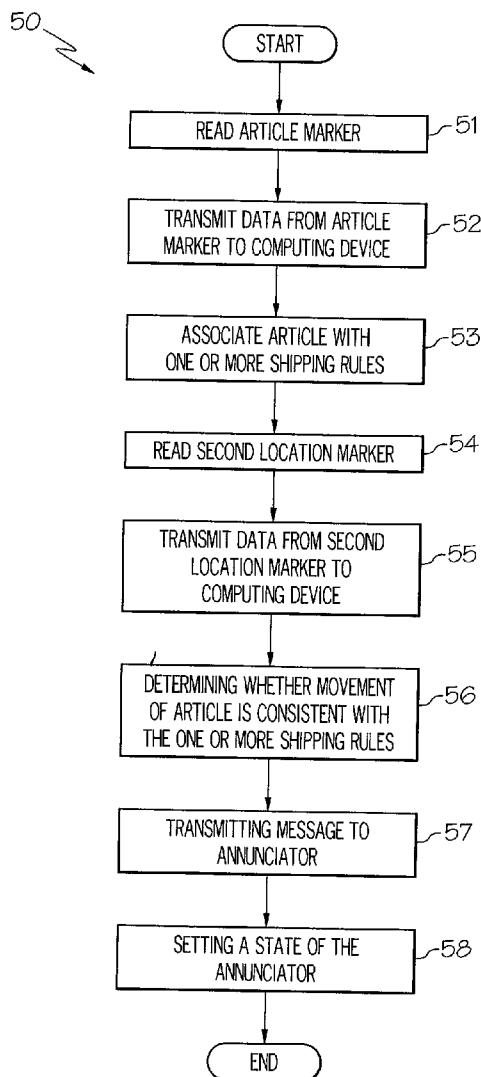 50
START
READ ARTICLE MARKER
51
TRANSMIT DATA FROM ARTICLE
MARKER TO COMPUTING DEVICE
52
ASSOCIATE ARTICLE WITH
ONE OR MORE SHIPPING RULES
53
READ SECOND LOCATION MARKER
54
TRANSMIT DATA FROM SECOND
LOCATION MARKER TO
COMPUTING DEVICE
55
DETERMINING WHETHER MOVEMENT
OF ARTICLE IS CONSISTENT WITH
THE ONE OR MORE SHIPPING RULES
56
TRANSMITTING MESSAGE TO
ANNUNCIATOR
57
SETTING A STATE OF THE
ANNUNCIATOR
58
END